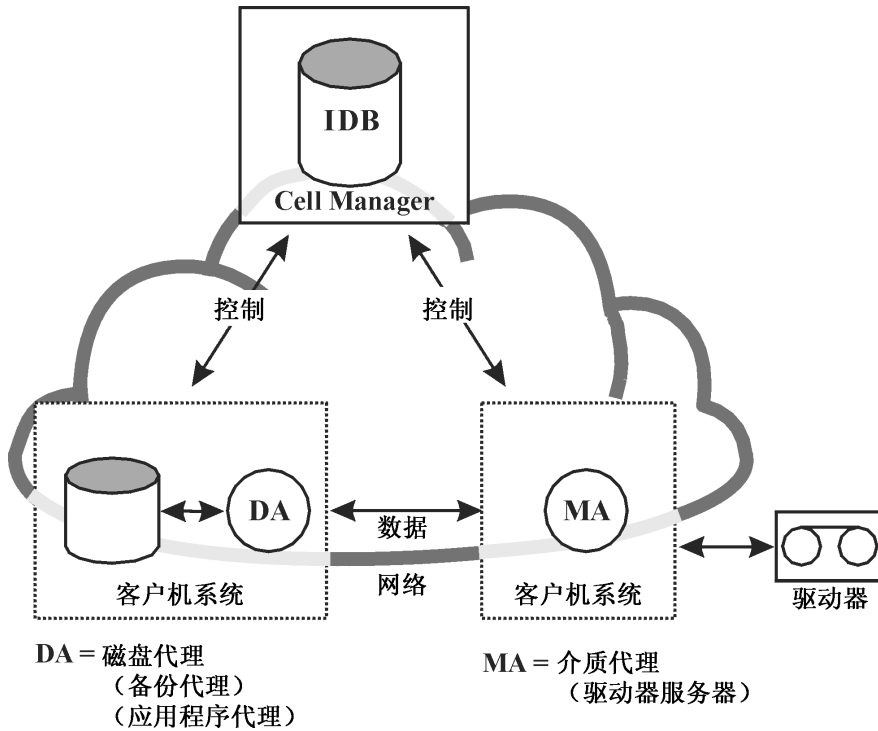 IDB
Cell Manager
控制
控制
DA
MA
数据
网络
客户机系统
客户机系统
驱动器
DA = 磁盘代理
（备份代理）
（应用程序代理）
MA = 介质代理
（驱动器服务器）